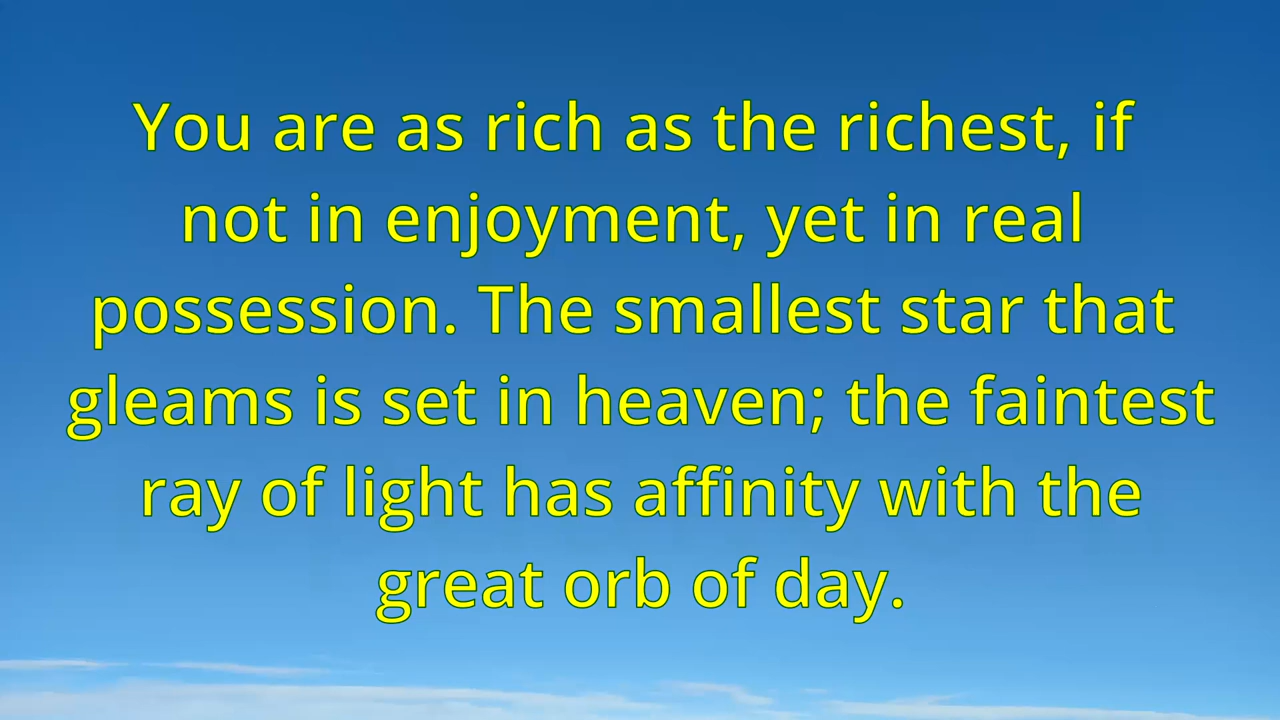 You are as rich as the richest, if
not in enjoyment, yet in real
possession. The smallest star that
gleams is set in heaven; the faintest
ray of light has affinity with the
great orb of day.